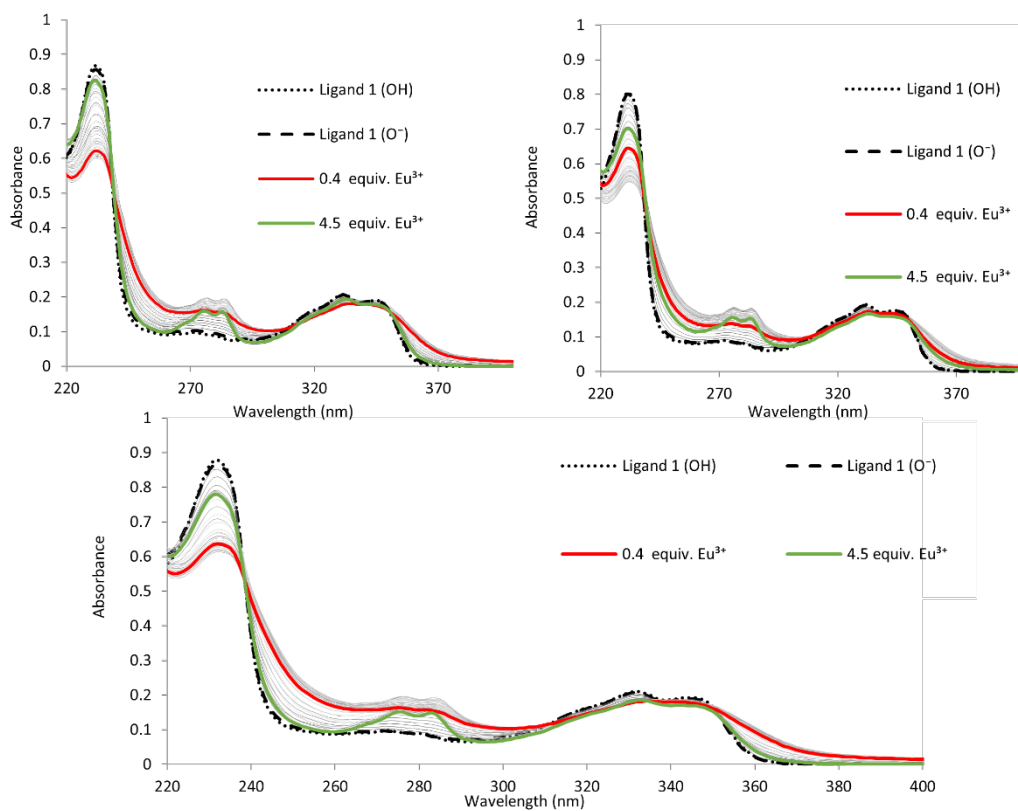 1
0.9
0.8
0.7
0.6
0.5
0.4
0.3
0.2
0.1
0
Absorbance
220
270
320
370
Wavelength (nm)
Ligand 1 (OH)
Ligand 1 (O⁻)
0.4 equiv. Eu³⁺
4.5 equiv. Eu³⁺
1
0.9
0.8
0.7
0.6
0.5
0.4
0.3
0.2
0.1
0
Absorbance
220
270
320
370
Wavelength (nm)
Ligand 1 (OH)
Ligand 1 (O⁻)
0.4 equiv. Eu³⁺
4.5 equiv. Eu³⁺
1
0.9
0.8
0.7
0.6
0.5
0.4
0.3
0.2
0.1
0
Absorbance
220
240
260
280
300
320
340
360
380
400
Wavelength (nm)
Ligand 1 (OH)
Ligand 1 (O⁻)
0.4 equiv. Eu³⁺
4.5 equiv. Eu³⁺